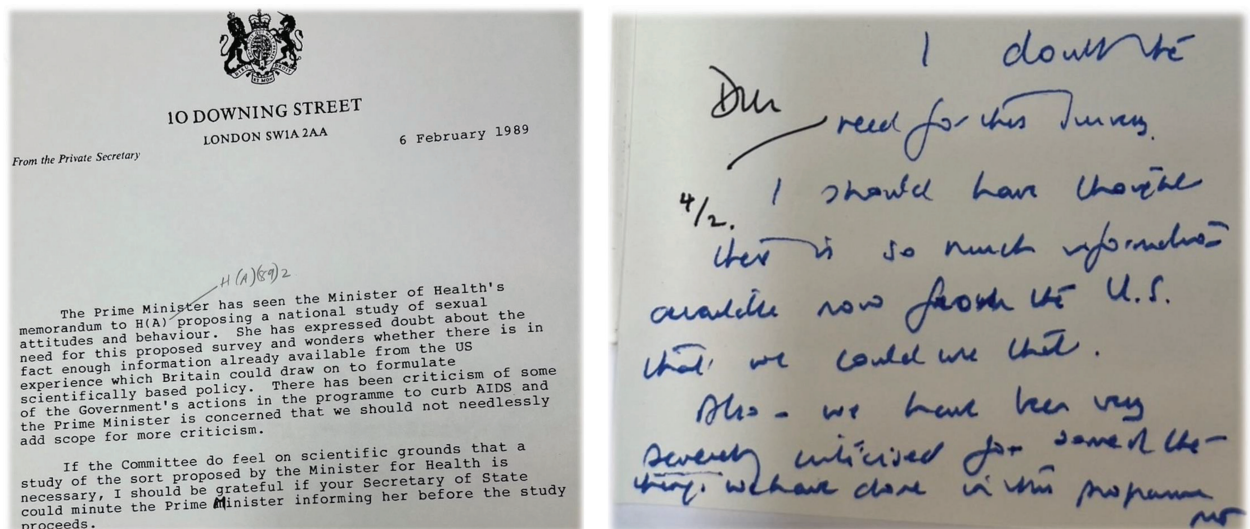 10 DOWNING STREET
LONDON SW1A 2AA
From the Private Secretary
6 February 1989
H(A)(89)2
The Prime Minister has seen the Minister of Health's
memorandum to H(A) proposing a national study of sexual
attitudes and behaviour. She has expressed doubt about the
need for this proposed survey and wonders whether there is in
fact enough information already available from the US
experience which Britain could draw on to formulate
scientifically based policy. There has been criticism of some
of the Government's actions in the programme to curb AIDS and
the Prime Minister is concerned that we should not needlessly
add scope for more criticism.
If the Committee do feel on scientific grounds that a
study of the sort proposed by the Minister for Health is
necessary, I should be grateful if your Secretary of State
could minute the Prime Minister informing her before the study
proceeds.
I doubt the
need for this survey.
4/2.
I should have thought
there is so much information
available now from the U.S.
that we could use that.
Also - we have been very
severely criticised for some of the
things we have done in this programme
mt